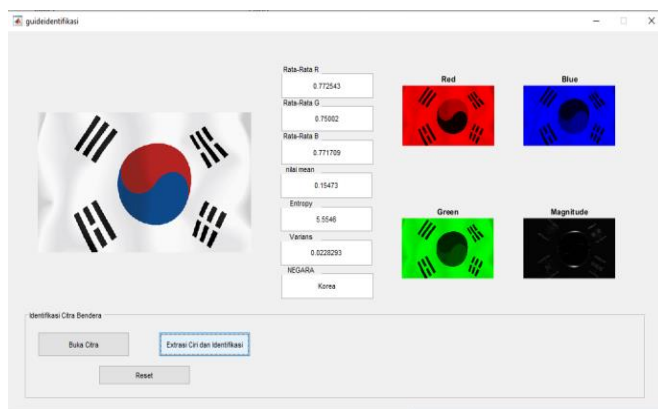 guideidentifikasi
Rata-Rata R
0.772543
Rata-Rata G
0.75002
Rata-Rata B
0.771709
nilai mean
0.15473
Entropy
5.5546
Varians
0.0228293
NEGARA
Korea
Red
Blue
Green
Magnitude
Identifikasi Citra Bendera
Buka Citra
Extrasi Ciri dan Identifikasi
Reset